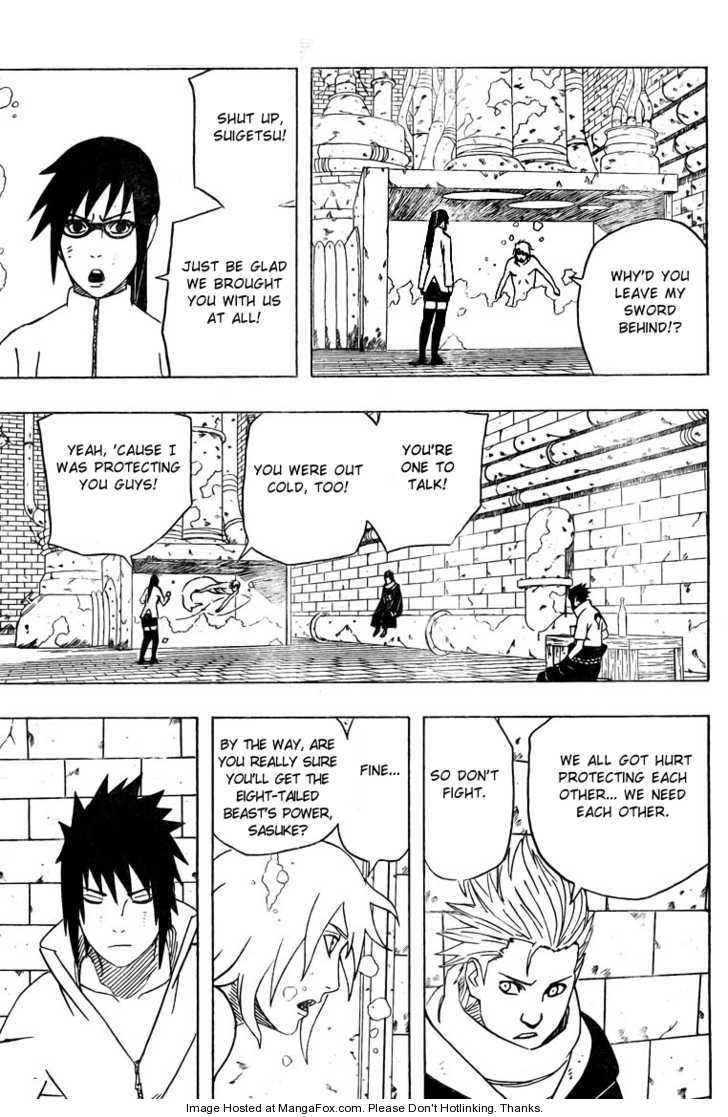 WHY'D YOU
LEAVE MY
SWORD
BEHIND!?
SHUT UP,
SUIGETSU!
JUST BE GLAD
WE BROUGHT
YOU WITH US
AT ALL!
YOU'RE
ONE TO
TALK!
YOU WERE OUT
COLD, TOO!
YEAH, 'CAUSE I
WAS PROTECTING
YOU GUYS!
WE ALL GOT HURT
PROTECTING EACH
OTHER... WE NEED
EACH OTHER.
SO DON'T
FIGHT.
FINE...
BY THE WAY, ARE
YOU REALLY SURE
YOU'LL GET THE
EIGHT-TAILED
BEAST'S POWER,
SASUKE?
Image Hosted at MangaFox.com. Please Don't Hotlinking. Thanks.